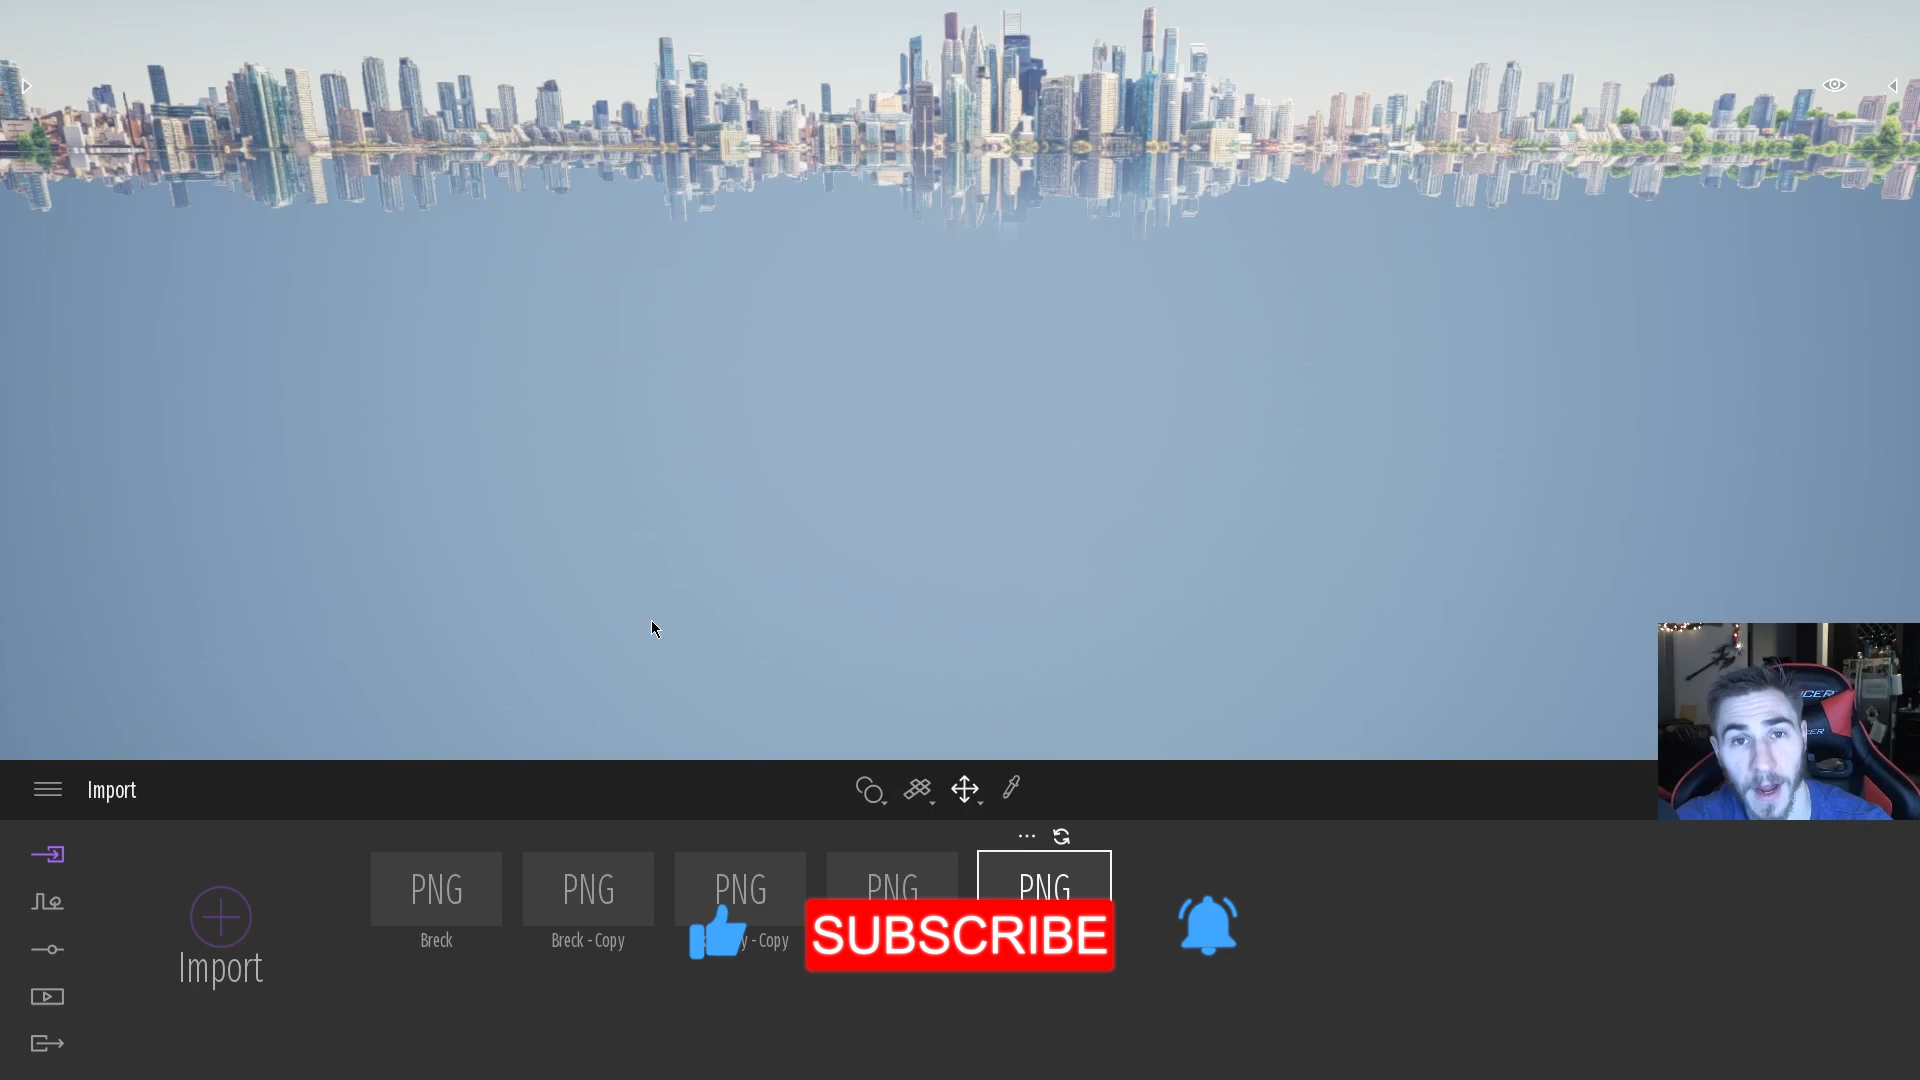 Import
PNG
PNG
PNG
PNG
PNG
Breck
Breck - Copy
- Copy
SUBSCRIBE
Import